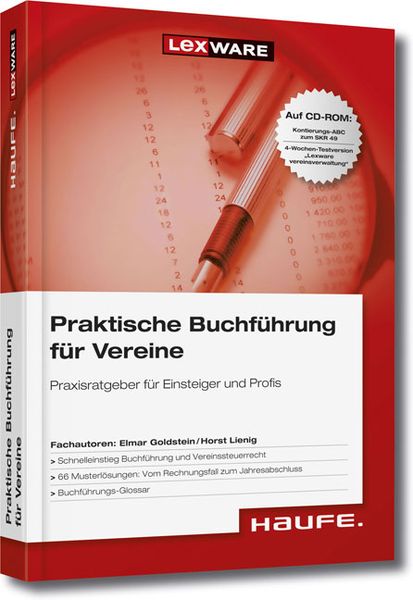 LEXWARE
Auf CD-ROM:
Kontierungs-ABC
zum SKR 49
4-Wochen-Testversion
„Lexware
vereinsverwaltung"
HAUFE.
Praktische Buchführung
für Vereine
Praktische Buchführung
für Vereine
Praxisratgeber für Einsteiger und Profis
Fachautoren: Elmar Goldstein/Horst Lienig
> Schnelleinstieg Buchführung und Vereinssteuerrecht
> 66 Musterlösungen: Vom Rechnungsfall zum Jahresabschluss
> Buchführungs-Glossar
HAUFE.